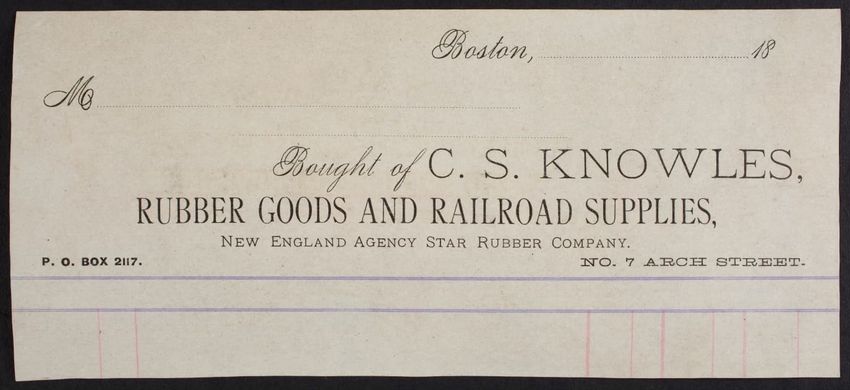 Boston, 18
M
Bought of C. S. KNOWLES,
RUBBER GOODS AND RAILROAD SUPPLIES,
NEW ENGLAND AGENCY STAR RUBBER COMPANY.
P. O. BOX 2117. NO. 7 ARCH STREET.